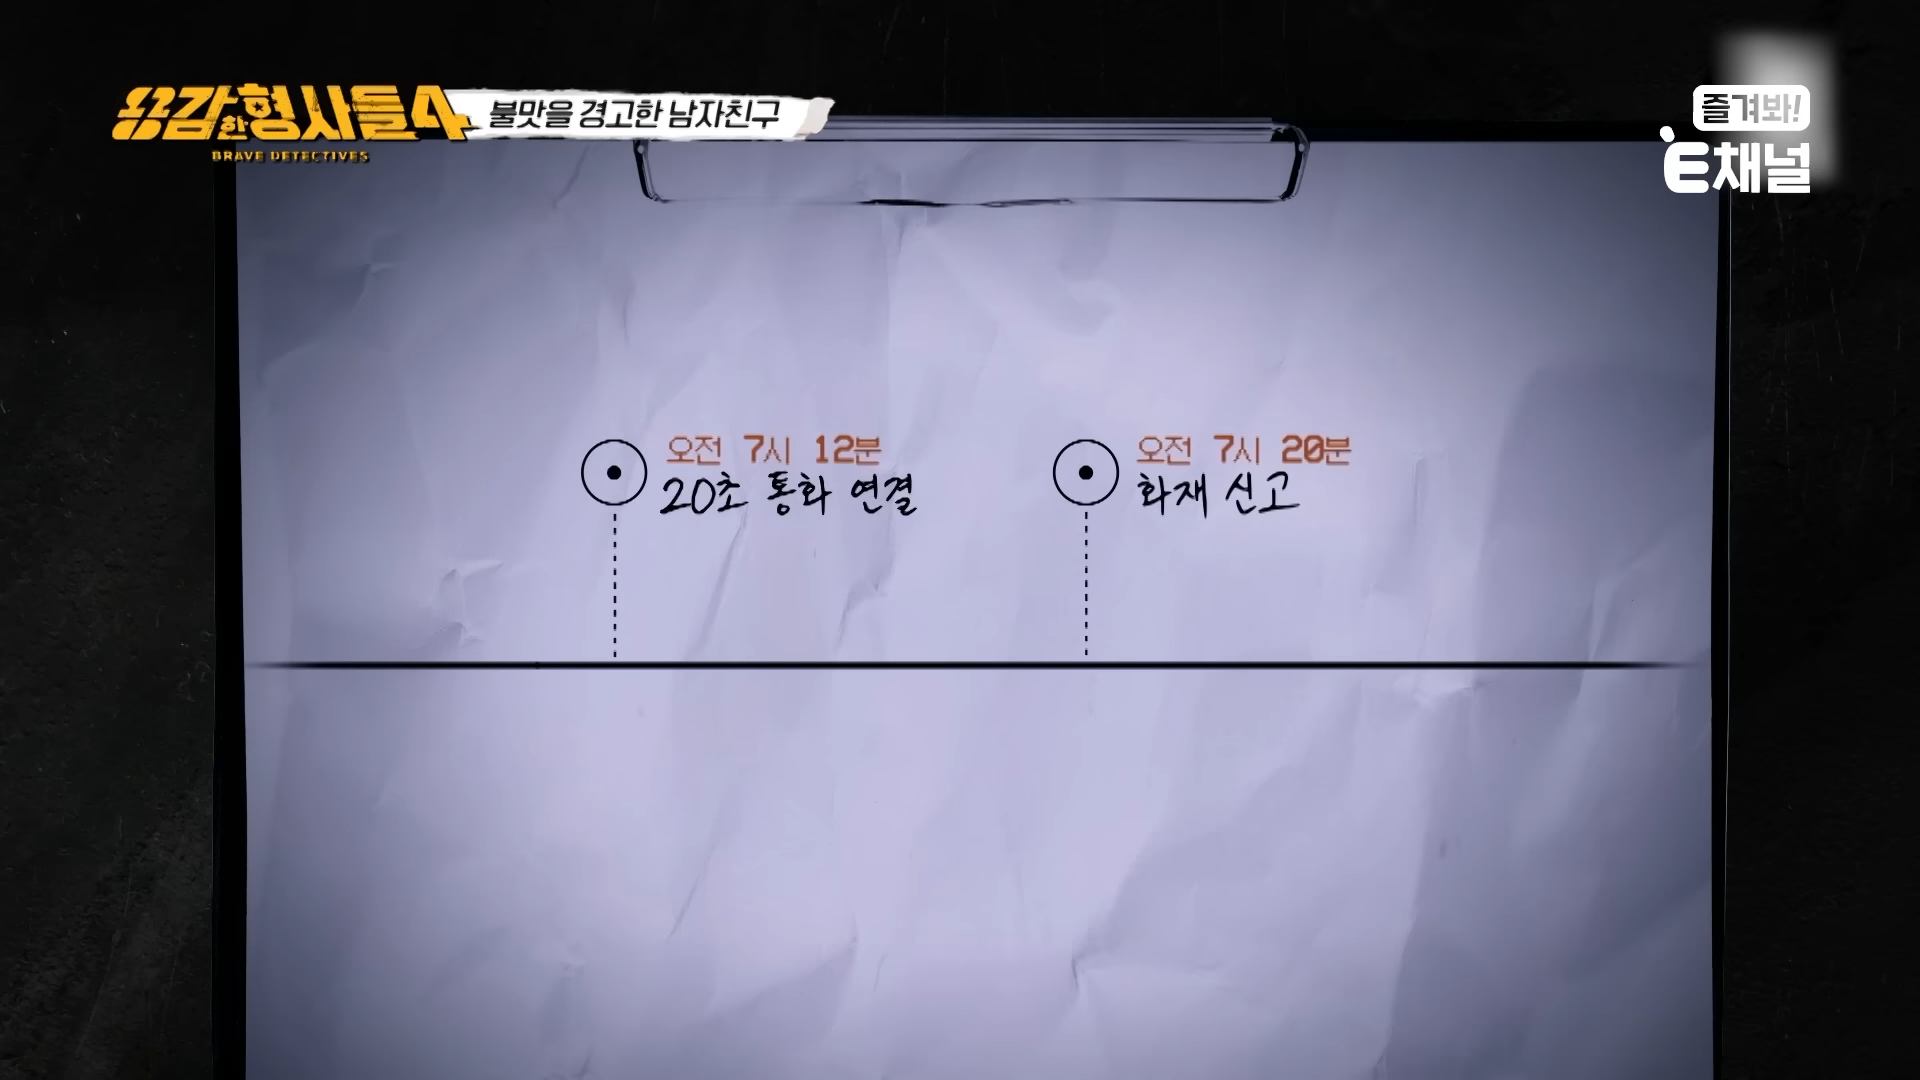 용감한형사들4
BRAVE DETECTIVES
불맛을 경고한 남자친구
즐겨봐!
E채널
오전 7시 12분
20초 통화 연결
오전 7시 20분
화재 신고